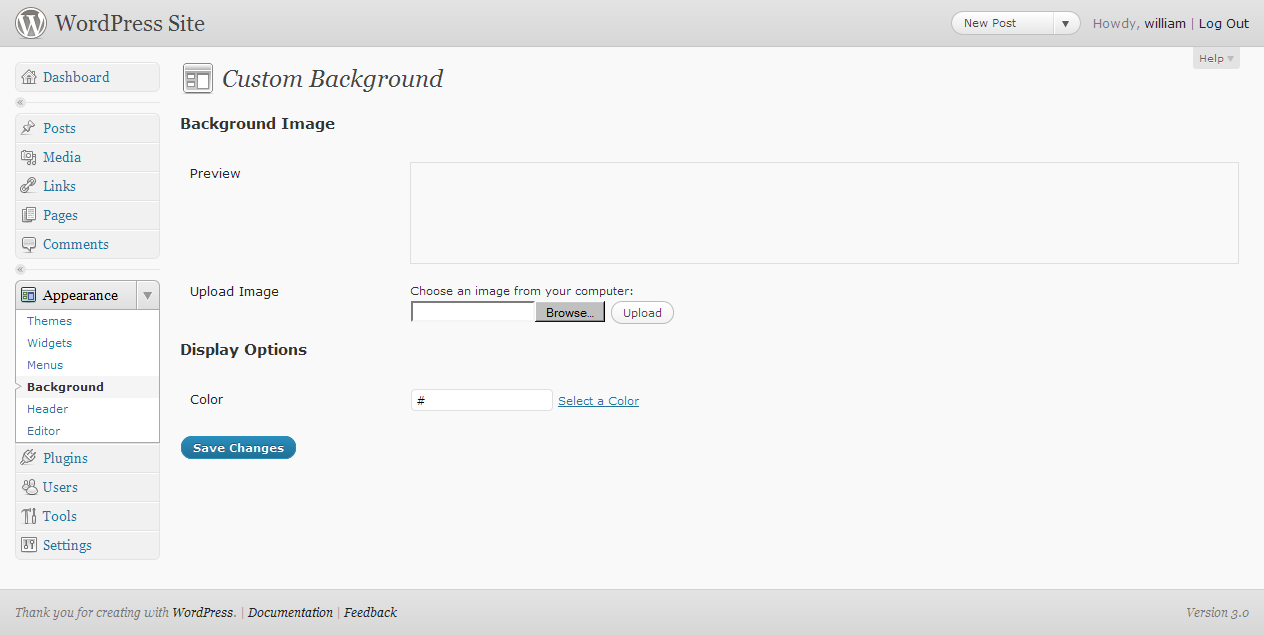 WordPress Site
New Post
Howdy, william | Log Out
Help
Dashboard
Posts
Media
Links
Pages
Comments
Appearance
Themes
Widgets
Menus
Background
Header
Editor
Plugins
Users
Tools
Settings
Custom Background
Background Image
Preview
Upload Image
Choose an image from your computer:
Browse...
Upload
Display Options
Color
#
Select a Color
Save Changes
Thank you for creating with WordPress. | Documentation | Feedback
Version 3.0